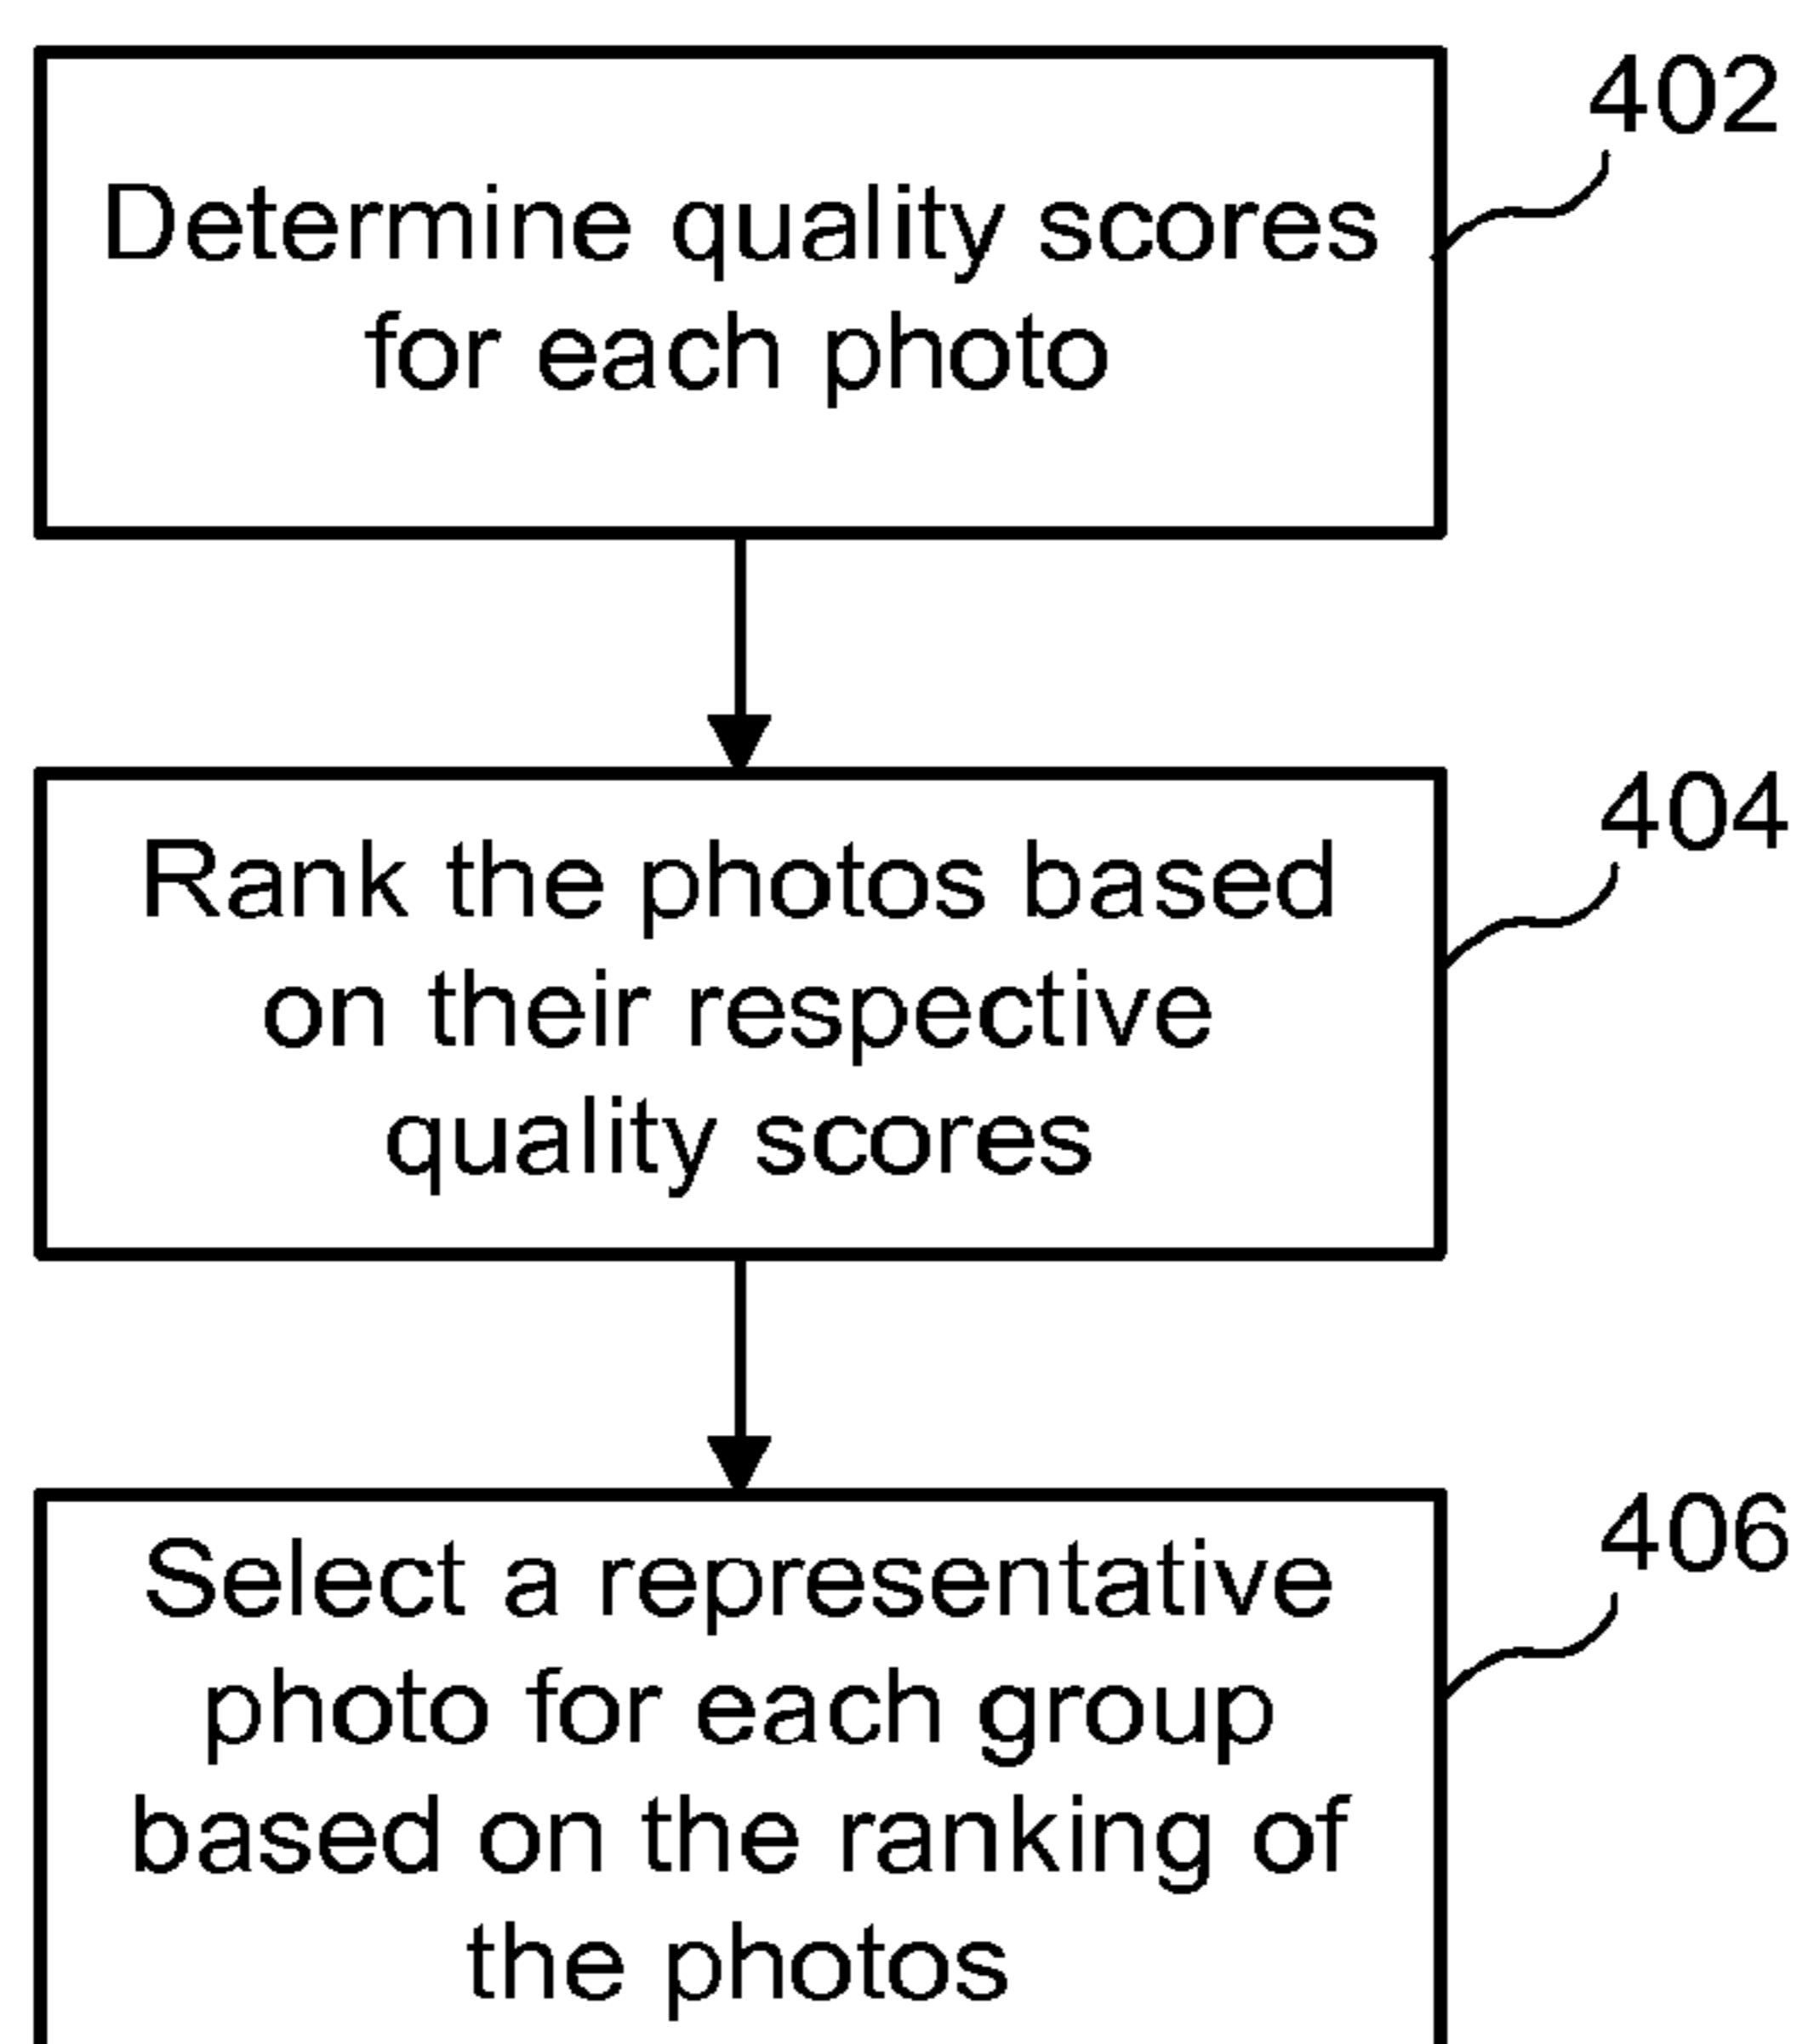 402
Determine quality scores
for each photo
404
Rank the photos based
on their respective
quality scores
406
Select a representative
photo for each group
based on the ranking of
the photos